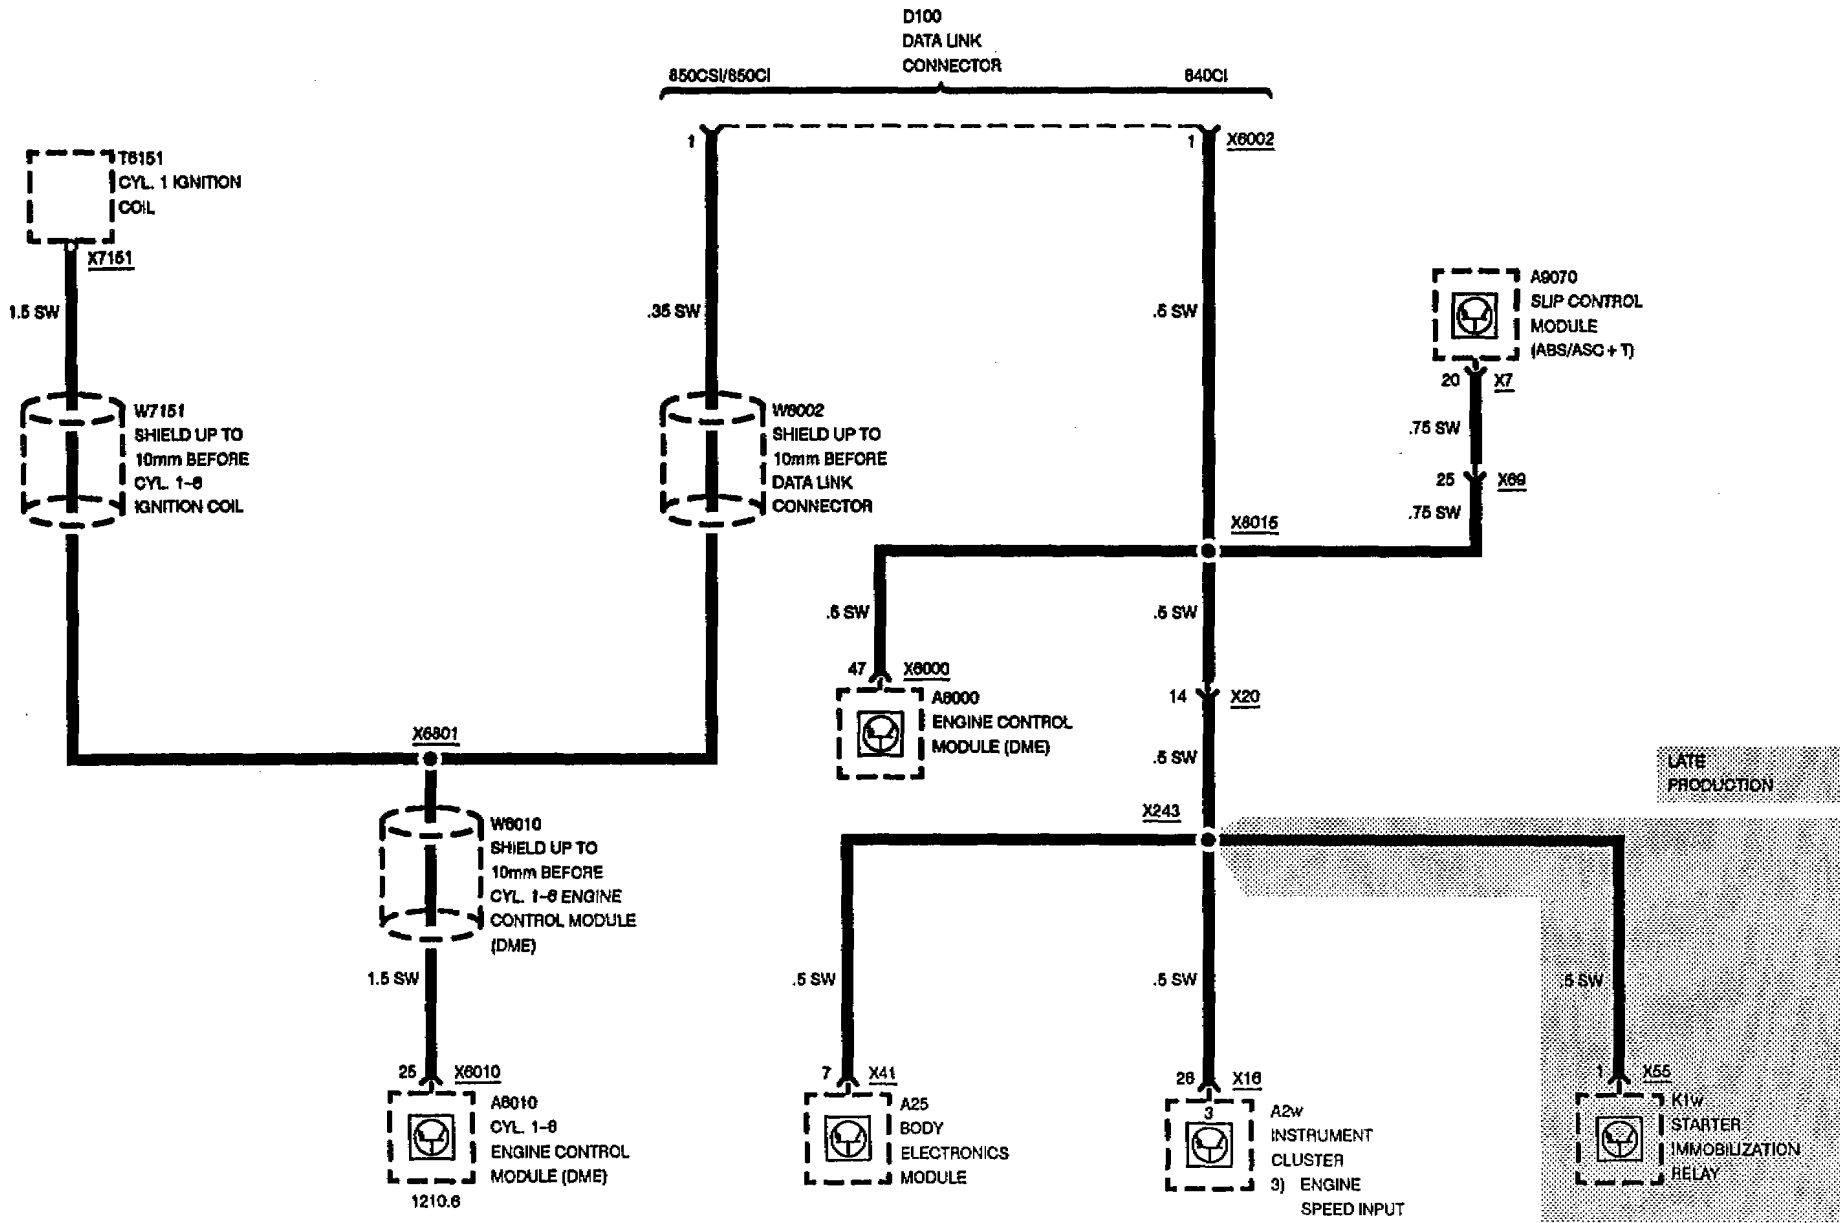 D100
DATA LINK
CONNECTOR
850CSI/850CI
840CI
1
1
X6002
T6151
CYL. 1 IGNITION
COIL
X7151
1.5 SW
.35 SW
.5 SW
A9070
SLIP CONTROL
MODULE
(ABS/ASC + T)
20
X7
.75 SW
25
X69
.75 SW
W7151
SHIELD UP TO
10mm BEFORE
CYL. 1-6
IGNITION COIL
W6002
SHIELD UP TO
10mm BEFORE
DATA LINK
CONNECTOR
X6015
.5 SW
.5 SW
47
X6000
A6000
ENGINE CONTROL
MODULE (DME)
14
X20
.5 SW
X6801
LATE
PRODUCTION
X243
W6010
SHIELD UP TO
10mm BEFORE
CYL. 1-6 ENGINE
CONTROL MODULE
(DME)
1.5 SW
.5 SW
.5 SW
.5 SW
25
X6010
A6010
CYL. 1-6
ENGINE CONTROL
MODULE (DME)
1210.6
7
X41
A25
BODY
ELECTRONICS
MODULE
26
X16
3
A2w
INSTRUMENT
CLUSTER
3) ENGINE
SPEED INPUT
1
X55
K1w
STARTER
IMMOBILIZATION
RELAY